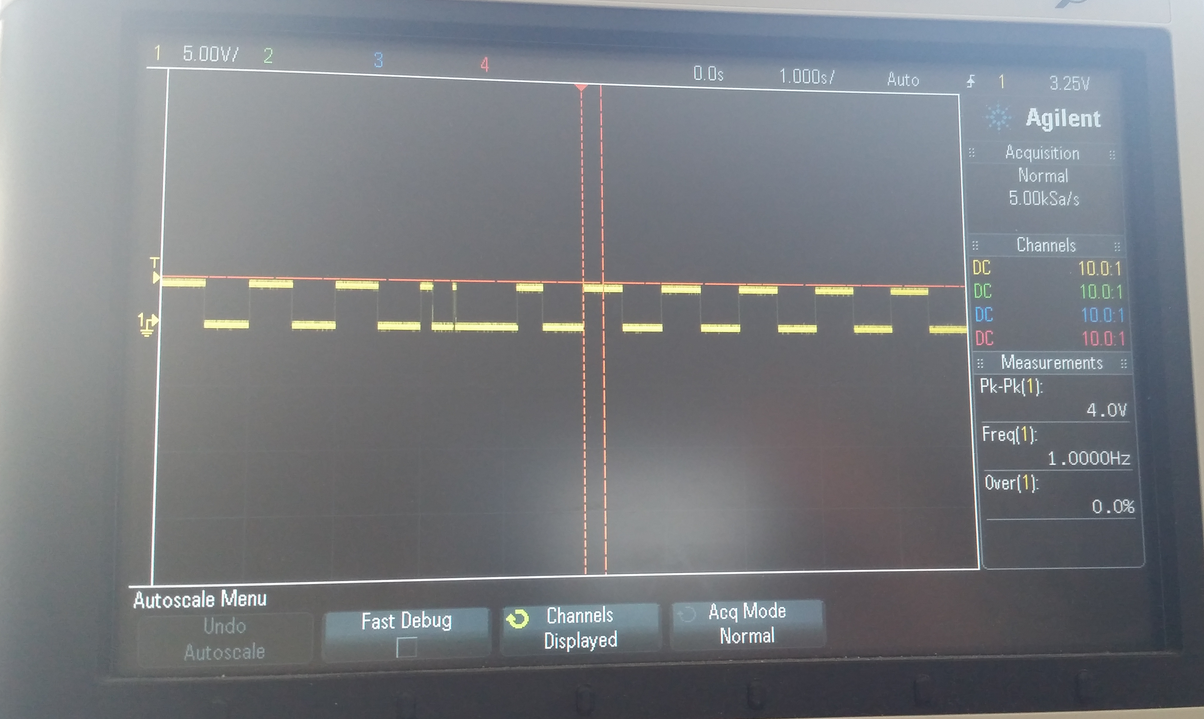 1 5.00V/ 2 3 4 0.0s 1.000s/ Auto 1 3.25V
Agilent
Acquisition
Normal
5.00kSa/s
Channels
DC 10.0:1
DC 10.0:1
DC 10.0:1
DC 10.0:1
Measurements
Pk-Pk(1):
4.0V
Freq(1):
1.0000Hz
Over(1):
0.0%
T
1
Autoscale Menu
Undo
Autoscale
Fast Debug
Channels
Displayed
Acq Mode
Normal